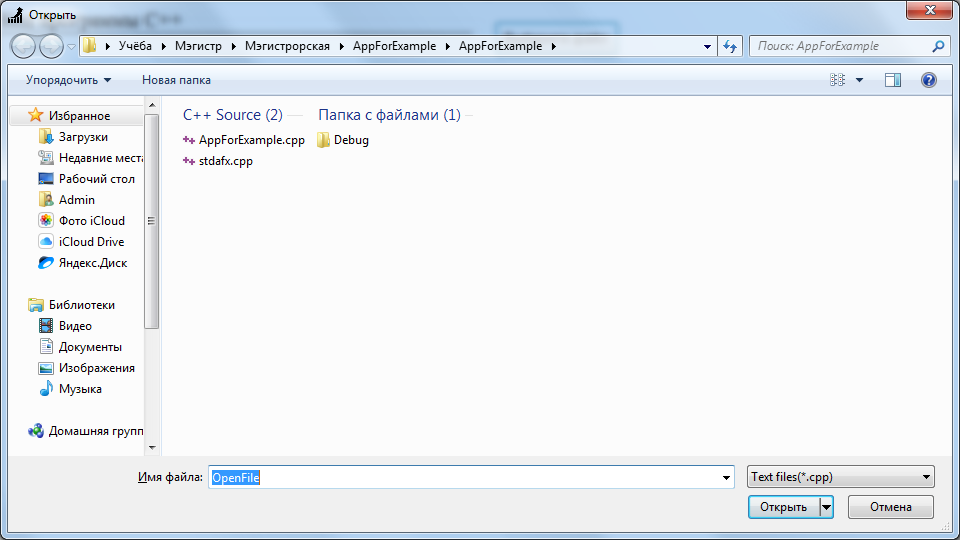 Открыть
Учёба Мэгистр Мэгистрорская AppForExample AppForExample
Поиск: AppForExample
Упорядочить Новая папка
Избранное
Загрузки
Недавние места
Рабочий стол
Admin
Фото iCloud
iCloud Drive
Яндекс.Диск
Библиотеки
Видео
Документы
Изображения
Музыка
Домашняя групп
C++ Source (2) Папка с файлами (1)
AppForExample.cpp Debug
stdafx.cpp
Имя файла: OpenFile Text files(*.cpp)
Открыть Отмена